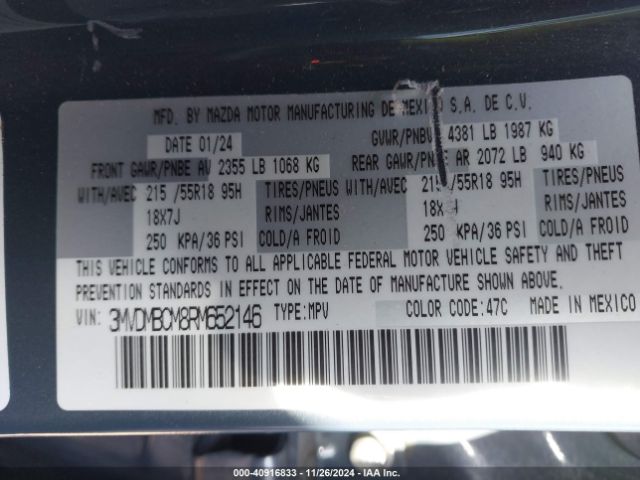 MFD. BY MAZDA MOTOR MANUFACTURING DE MEXICO S.A. DE C.V.
DATE 01/24 GVWR/PNBV 4381 LB 1987 KG
FRONT GAWR/PNBE AV 2355 LB 1068 KG REAR GAWR/PNBE AR 2072 LB 940 KG
WITH/AVEC 215 /55R18 95H TIRES/PNEUS WITH/AVEC 215 /55R18 95H TIRES/PNEUS
18X7J RIMS/JANTES 18X7J RIMS/JANTES
250 KPA/36 PSI COLD/A FROID 250 KPA/36 PSI COLD/A FROID
THIS VEHICLE CONFORMS TO ALL APPLICABLE FEDERAL MOTOR VEHICLE SAFETY AND THEFT
PREVENTION STANDARDS IN EFFECT ON THE DATE OF MANUFACTURE SHOWN ABOVE.
VIN: 3MVDMBCM8RM652146 TYPE:MPV COLOR CODE:47C MADE IN MEXICO
000-40916833 - 11/26/2024 - IAA Inc.